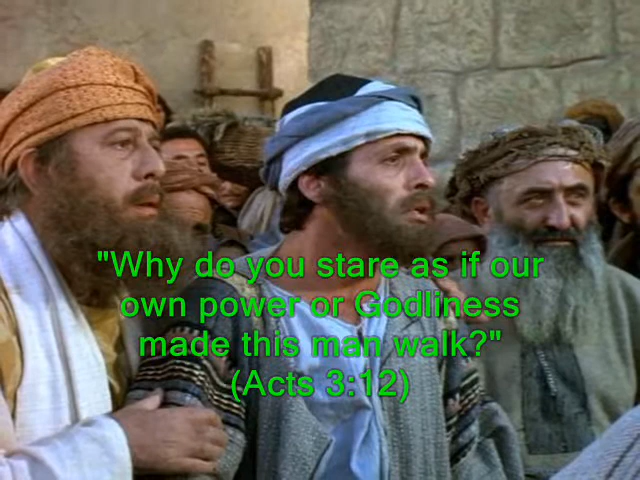 "Why do you stare as if our
own power or Godliness
made this man walk?"
(Acts 3:12)